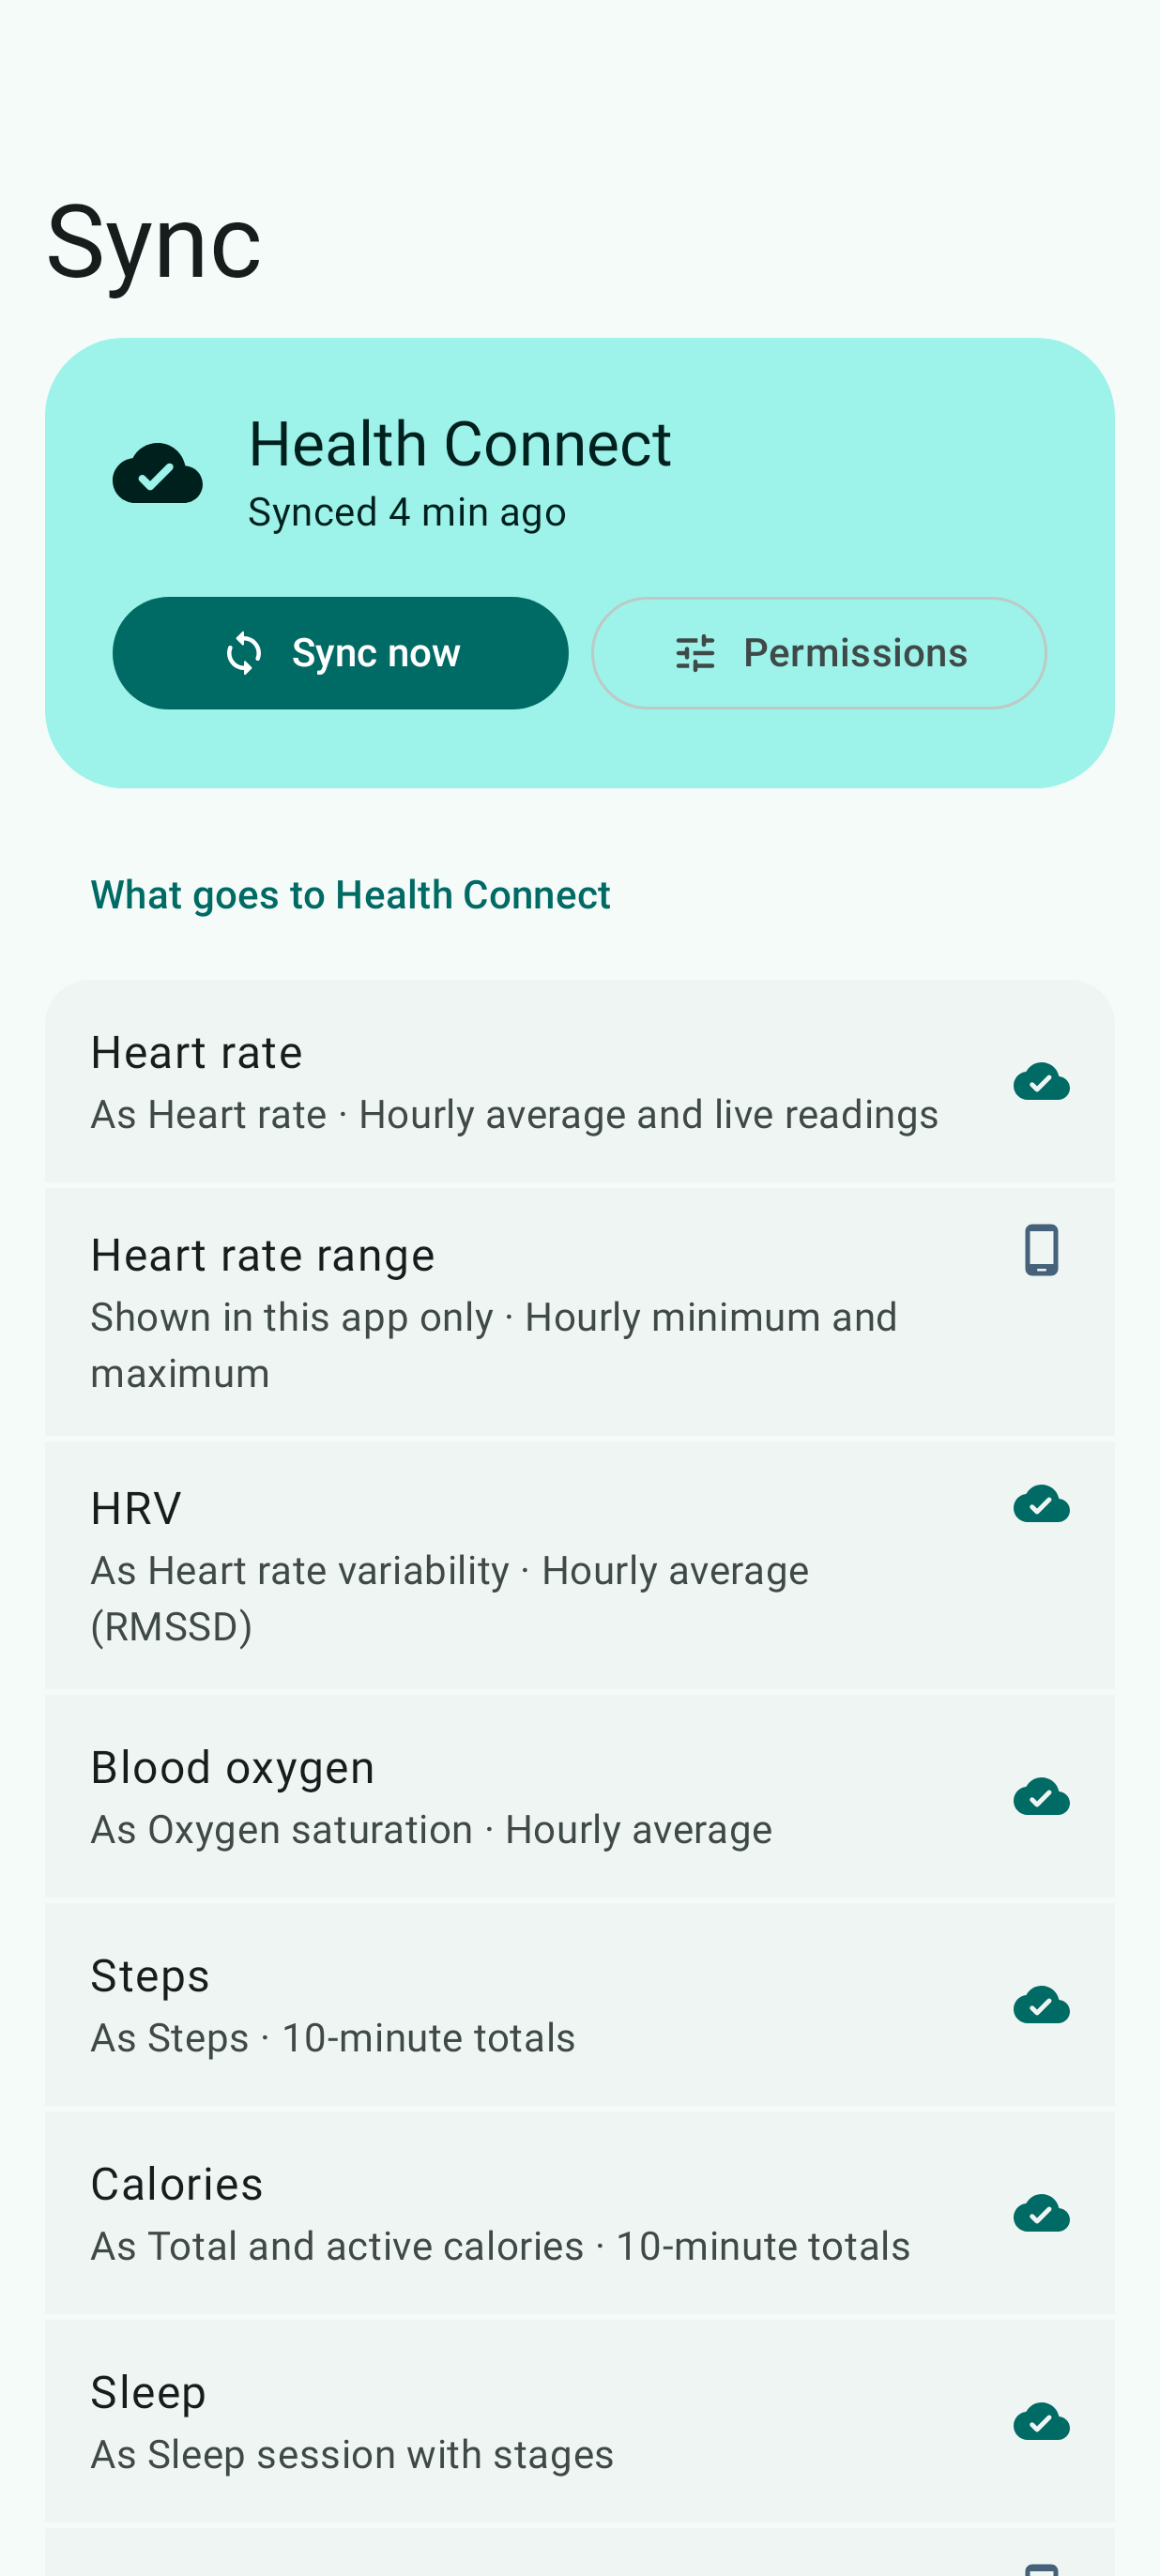 Sync
Health Connect
Synced 4 min ago
Sync now
Permissions
What goes to Health Connect
Heart rate
As Heart rate · Hourly average and live readings
Heart rate range
Shown in this app only · Hourly minimum and
maximum
HRV
As Heart rate variability · Hourly average
(RMSSD)
Blood oxygen
As Oxygen saturation · Hourly average
Steps
As Steps · 10-minute totals
Calories
As Total and active calories · 10-minute totals
Sleep
As Sleep session with stages